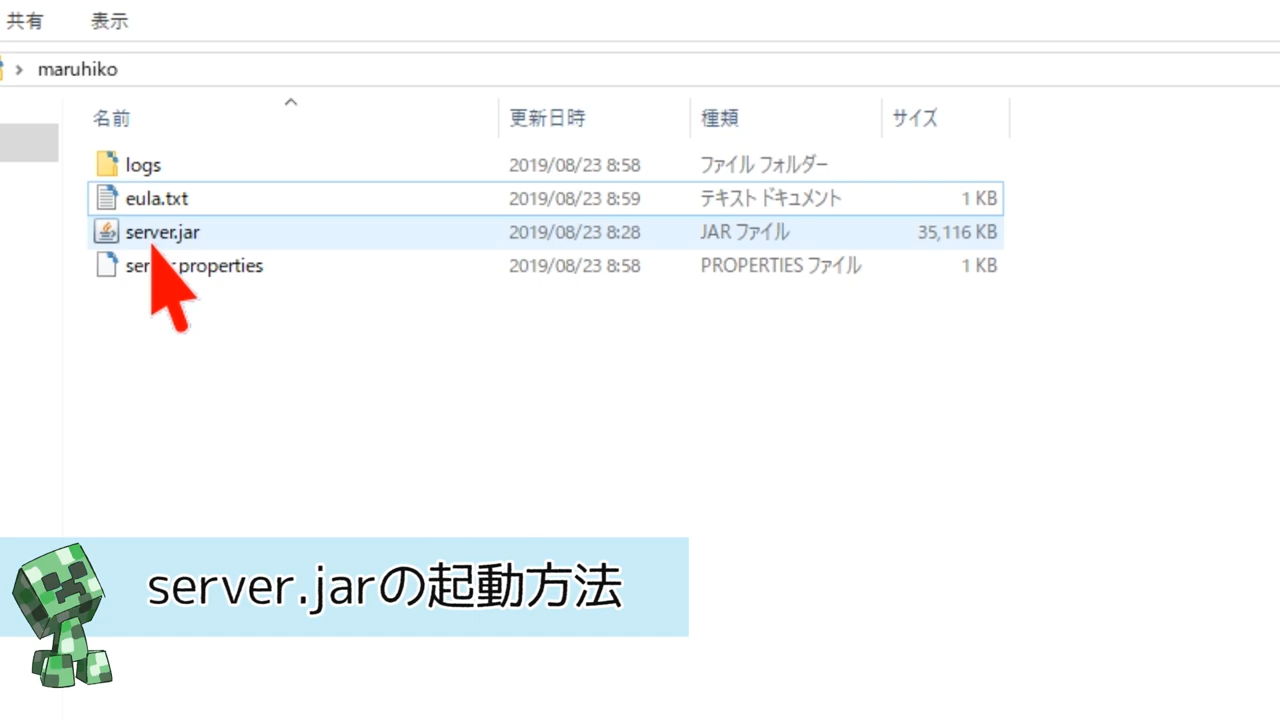 共有 表示
maruhiko
名前 更新日時 種類 サイズ
logs 2019/08/23 8:58 ファイル フォルダー
eula.txt 2019/08/23 8:59 テキスト ドキュメント 1 KB
server.jar 2019/08/23 8:28 JAR ファイル 35,116 KB
server.properties 2019/08/23 8:58 PROPERTIES ファイル 1 KB
server.jarの起動方法